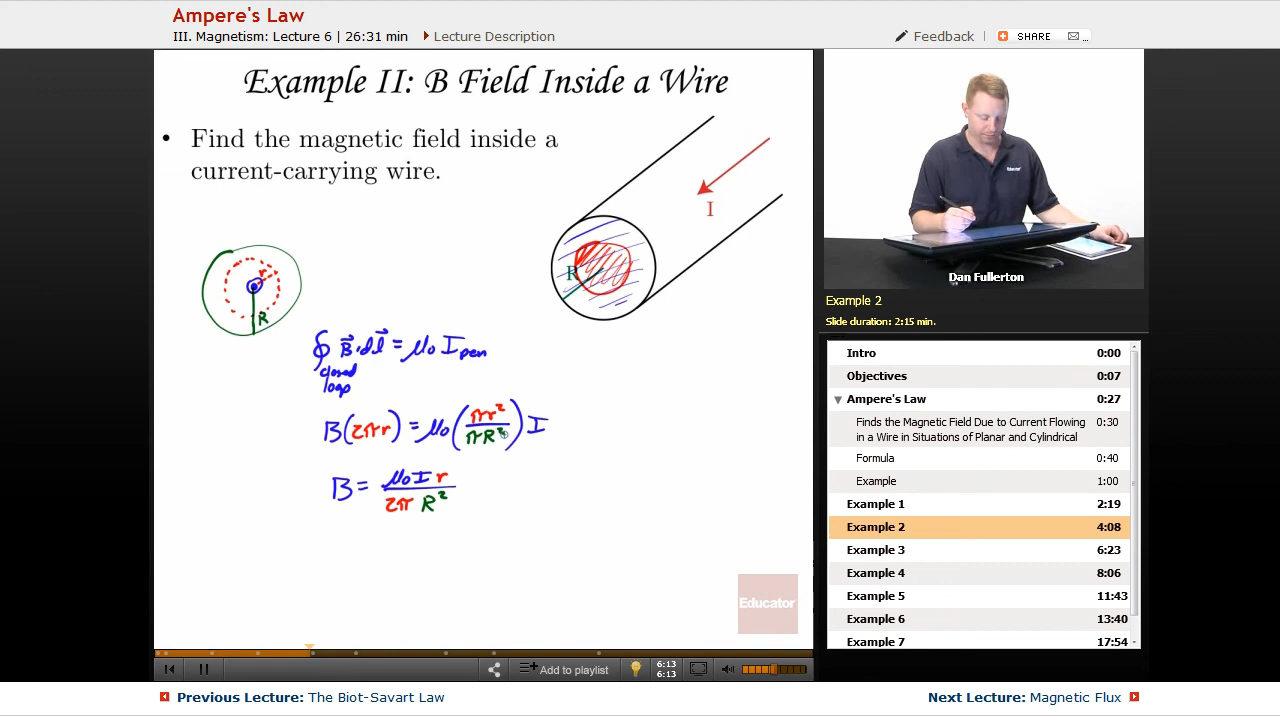 Ampere's Law
III. Magnetism: Lecture 6 | 26:31 min
Lecture Description
Feedback
SHARE
Example II: B Field Inside a Wire
• Find the magnetic field inside a
current-carrying wire.
I
R
r
R
∮ B⃗·dl⃗ = μ₀ I pen
closed
loop
B(2πr) = μ₀(πr²/πR²) I
B = μ₀ I r / 2π R²
Educator
Dan Fullerton
Example 2
Slide duration: 2:15 min.
Intro 0:00
Objectives 0:07
Ampere's Law 0:27
Finds the Magnetic Field Due to Current Flowing 0:30
in a Wire in Situations of Planar and Cylindrical
Formula 0:40
Example 1:00
Example 1 2:19
Example 2 4:08
Example 3 6:23
Example 4 8:06
Example 5 11:43
Example 6 13:40
Example 7 17:54
Add to playlist
6:13
6:13
Previous Lecture: The Biot-Savart Law
Next Lecture: Magnetic Flux